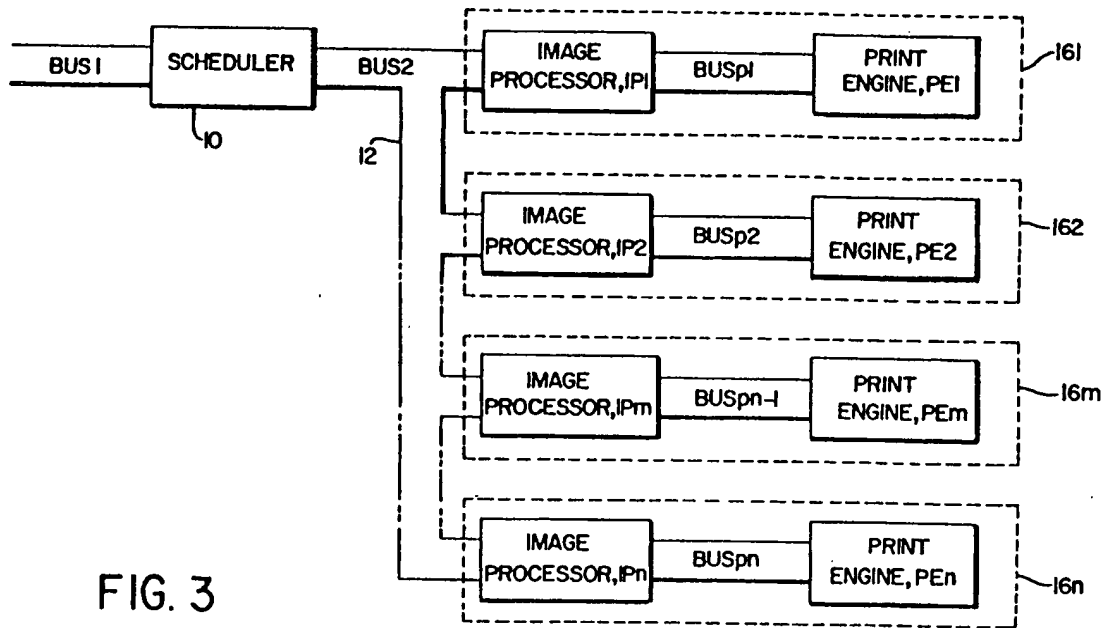 BUS1
SCHEDULER
10
BUS2
12
IMAGE
PROCESSOR,IP1
BUSp1
PRINT
ENGINE,PE1
161
IMAGE
PROCESSOR,IP2
BUSp2
PRINT
ENGINE,PE2
162
IMAGE
PROCESSOR,IPm
BUSpn-1
PRINT
ENGINE,PEm
16m
IMAGE
PROCESSOR,IPn
BUSpn
PRINT
ENGINE,PEn
16n
FIG. 3